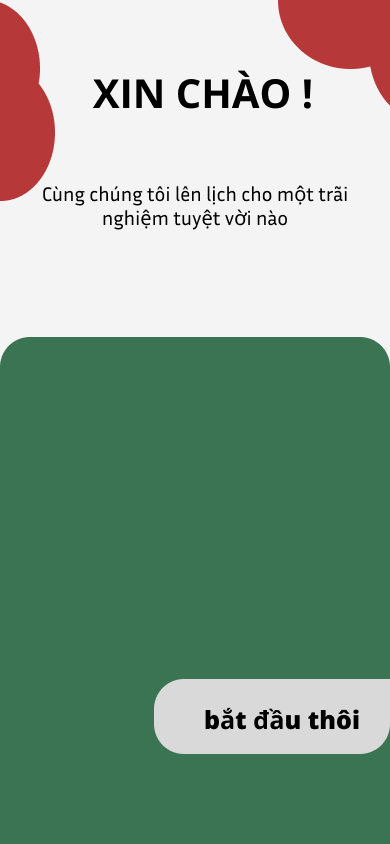 XIN CHÀO !
Cùng chúng tôi lên lịch cho một trãi
nghiệm tuyệt vời nào
bắt đầu thôi